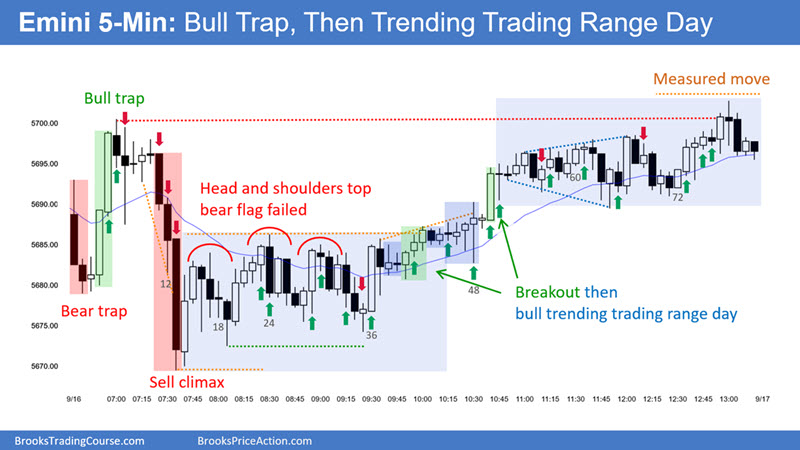 Emini 5-Min: Bull Trap, Then Trending Trading Range Day
Measured move
Bull trap
5700.00
5695.00
5690.00
5685.00
5680.00
5675.00
5670.00
Head and shoulders top
bear flag failed
60
72
12
18
24
36
48
Bear trap
Breakout then
bull trending trading range day
Sell climax
9/16 07:00 07:15 07:30 07:45 08:00 08:15 08:30 08:45 09:00 09:15 09:30 09:45 10:00 10:15 10:30 10:45 11:00 11:15 11:30 11:45 12:00 12:15 12:30 12:45 13:00 9/17
BrooksTradingCourse.com BrooksPriceAction.com